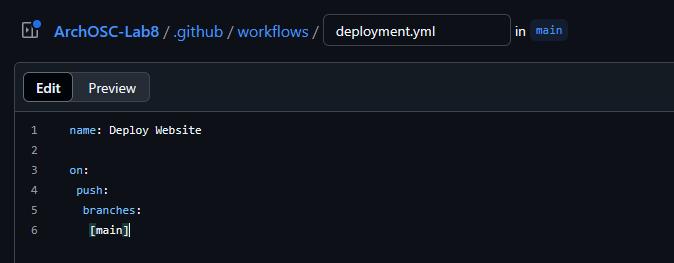 ArchOSC-Lab8 / .github / workflows / deployment.yml in main
Edit Preview
1 name: Deploy Website
2
3 on:
4 push:
5 branches:
6 [main]